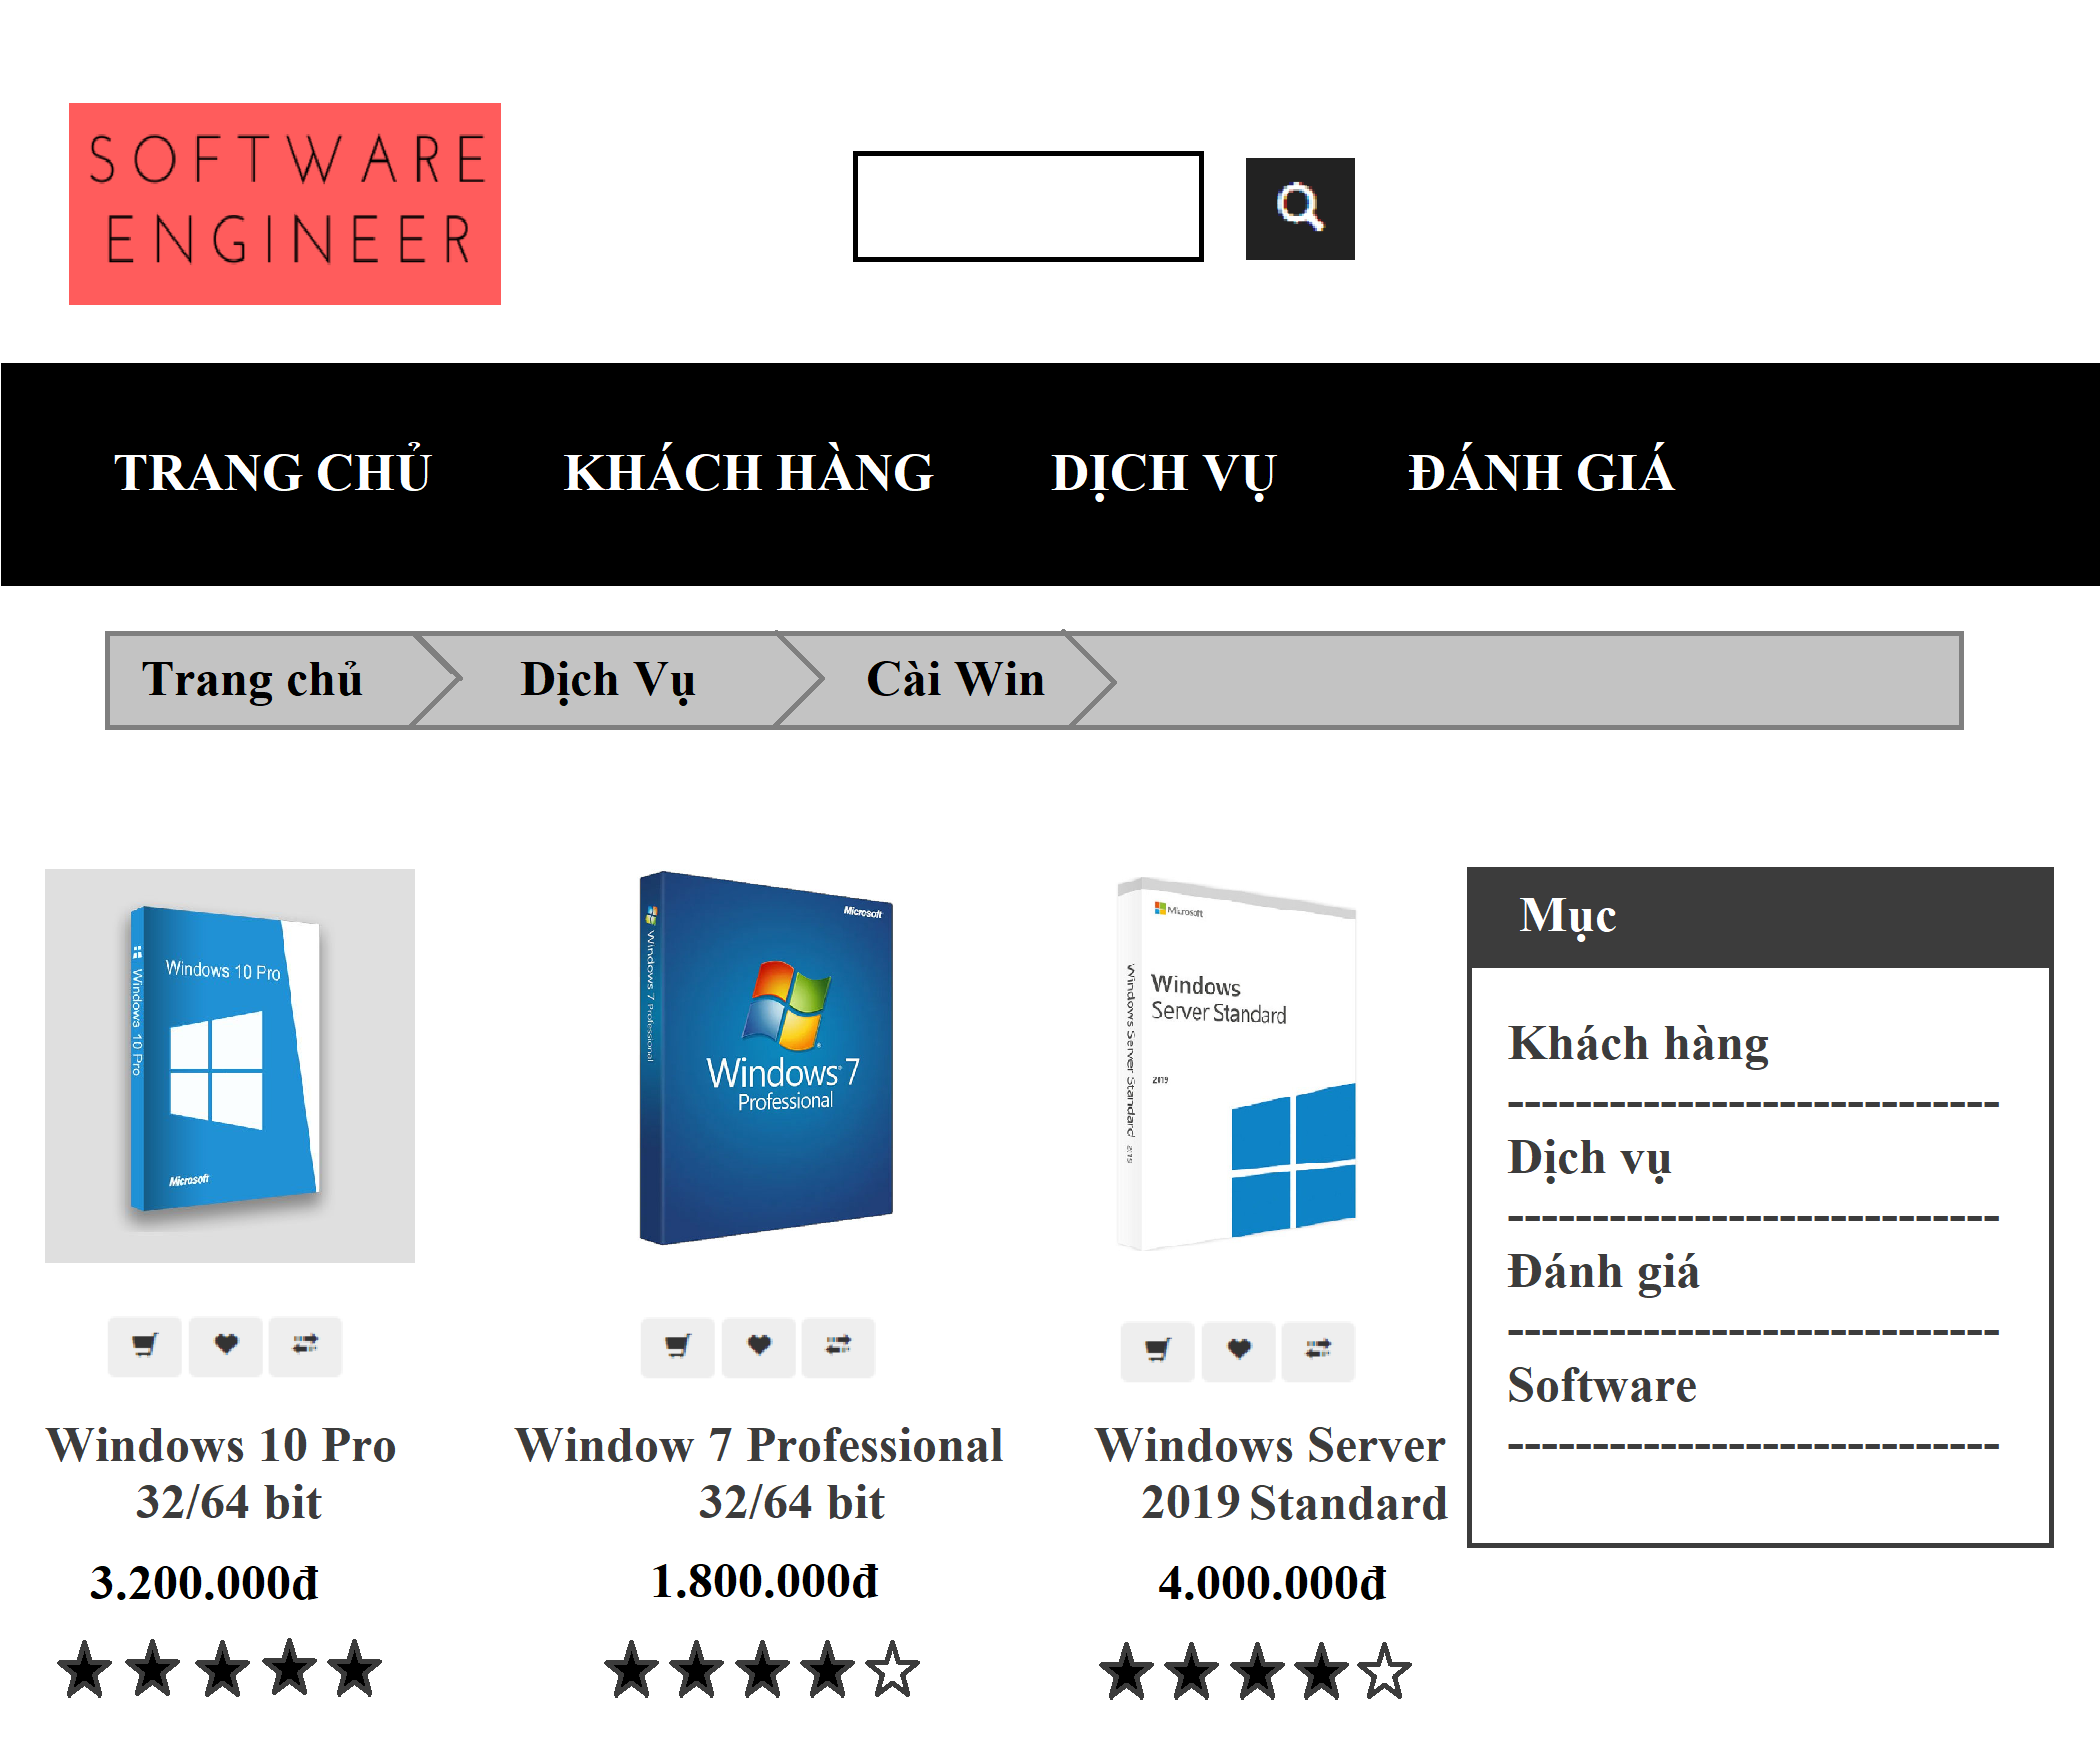 SOFTWARE
ENGINEER
TRANG CHỦ KHÁCH HÀNG DỊCH VỤ ĐÁNH GIÁ
Trang chủ Dịch Vụ Cài Win
Windows 10 Pro
Windows 10 Pro
Microsoft
Windows 7 Professional
Microsoft
Windows 7
Professional
Windows Server Standard 2019
Microsoft
Windows
Server Standard
2019
Mục
Khách hàng
-----------------------------
Dịch vụ
-----------------------------
Đánh giá
-----------------------------
Software
-----------------------------
Windows 10 Pro
32/64 bit
3.200.000đ
Window 7 Professional
32/64 bit
1.800.000đ
Windows Server
2019 Standard
4.000.000đ